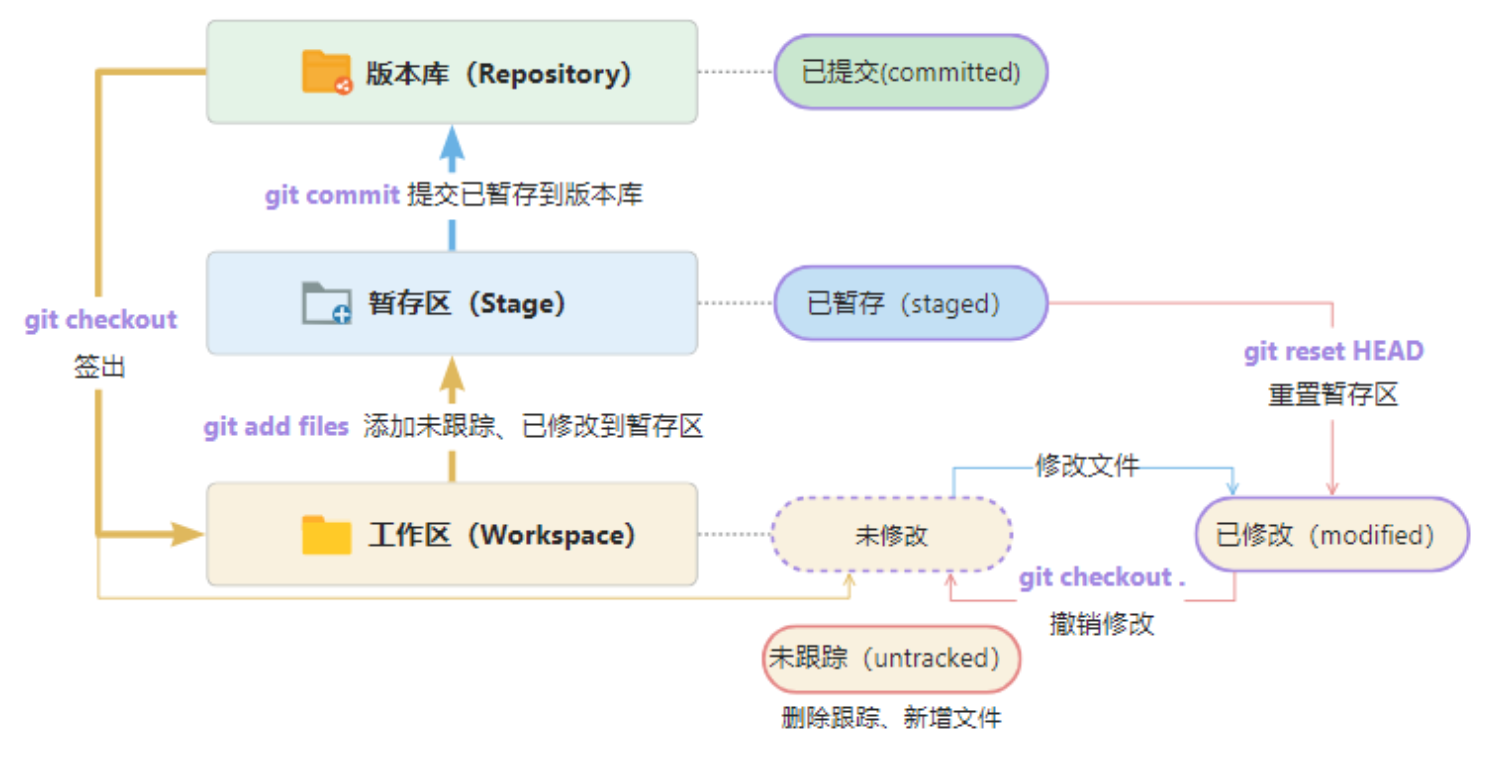 版本库（Repository）
已提交(committed)
git commit 提交已暂存到版本库
暂存区（Stage）
已暂存（staged）
git checkout
签出
git reset HEAD
重置暂存区
git add files 添加未跟踪、已修改到暂存区
修改文件
工作区（Workspace）
未修改
已修改（modified）
git checkout .
撤销修改
未跟踪（untracked）
删除跟踪、新增文件